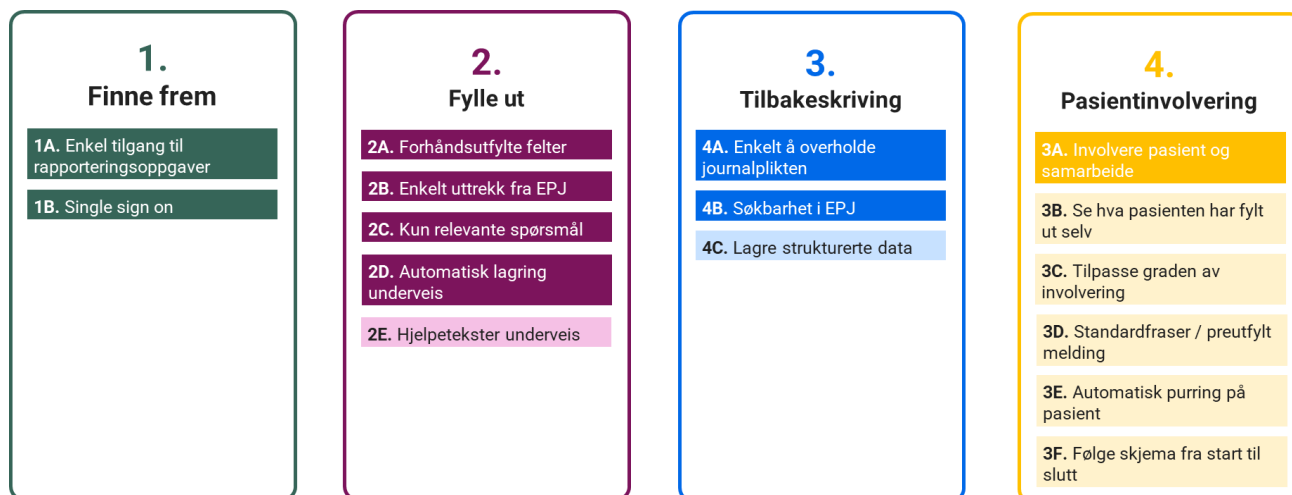 1.
Finne frem
1A. Enkel tilgang til
rapporteringsoppgaver
1B. Single sign on
2.
Fylle ut
2A. Forhåndsutfylte felter
2B. Enkelt uttrekk fra EPJ
2C. Kun relevante spørsmål
2D. Automatisk lagring
underveis
2E. Hjelpetekster underveis
3.
Tilbakeskriving
4A. Enkelt å overholde
journalplikten
4B. Søkbarhet i EPJ
4C. Lagre strukturerte data
4.
Pasientinvolvering
3A. Involvere pasient og
samarbeide
3B. Se hva pasienten har fylt
ut selv
3C. Tilpasse graden av
involvering
3D. Standardfraser / preutfylt
melding
3E. Automatisk purring på
pasient
3F. Følge skjema fra start til
slutt